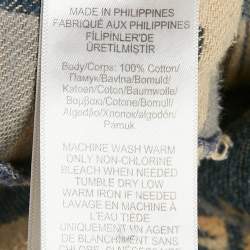 MADE IN PHILIPPINES
FABRIQUÉ AUX PHILIPPINES
FİLİPİNLER'DE
ÜRETİLMİŞTİR
Body/Corps: 100% Cotton/
Памук/Bavlna/Bomuld/
Katoen/Coton/Baumwolle/
Βαμβακι/Cotone/Bomull/
Algodão/Хлопок/algodón/
Pamuk
MACHINE WASH WARM
ONLY NON-CHLORINE
BLEACH WHEN NEEDED
TUMBLE DRY LOW
WARM IRON IF NEEDED
LAVAGE EN MACHINE À
L'EAU TIÈDE
UNIQUEMENT UN AGENT
DE BLANCHIMENT SANS